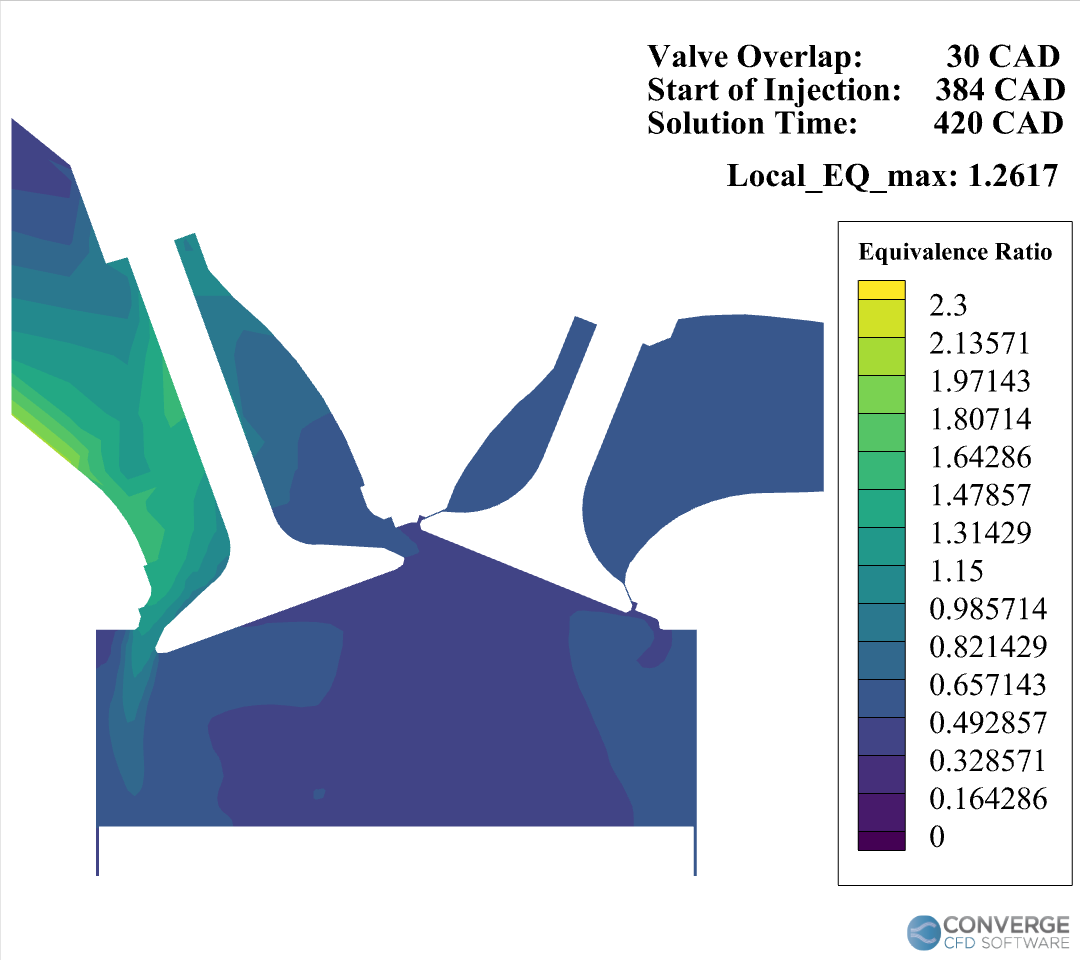 Valve Overlap: 30 CAD
Start of Injection: 384 CAD
Solution Time: 420 CAD
Local_EQ_max: 1.2617
Equivalence Ratio
2.3
2.13571
1.97143
1.80714
1.64286
1.47857
1.31429
1.15
0.985714
0.821429
0.657143
0.492857
0.328571
0.164286
0
CONVERGE
CFD SOFTWARE